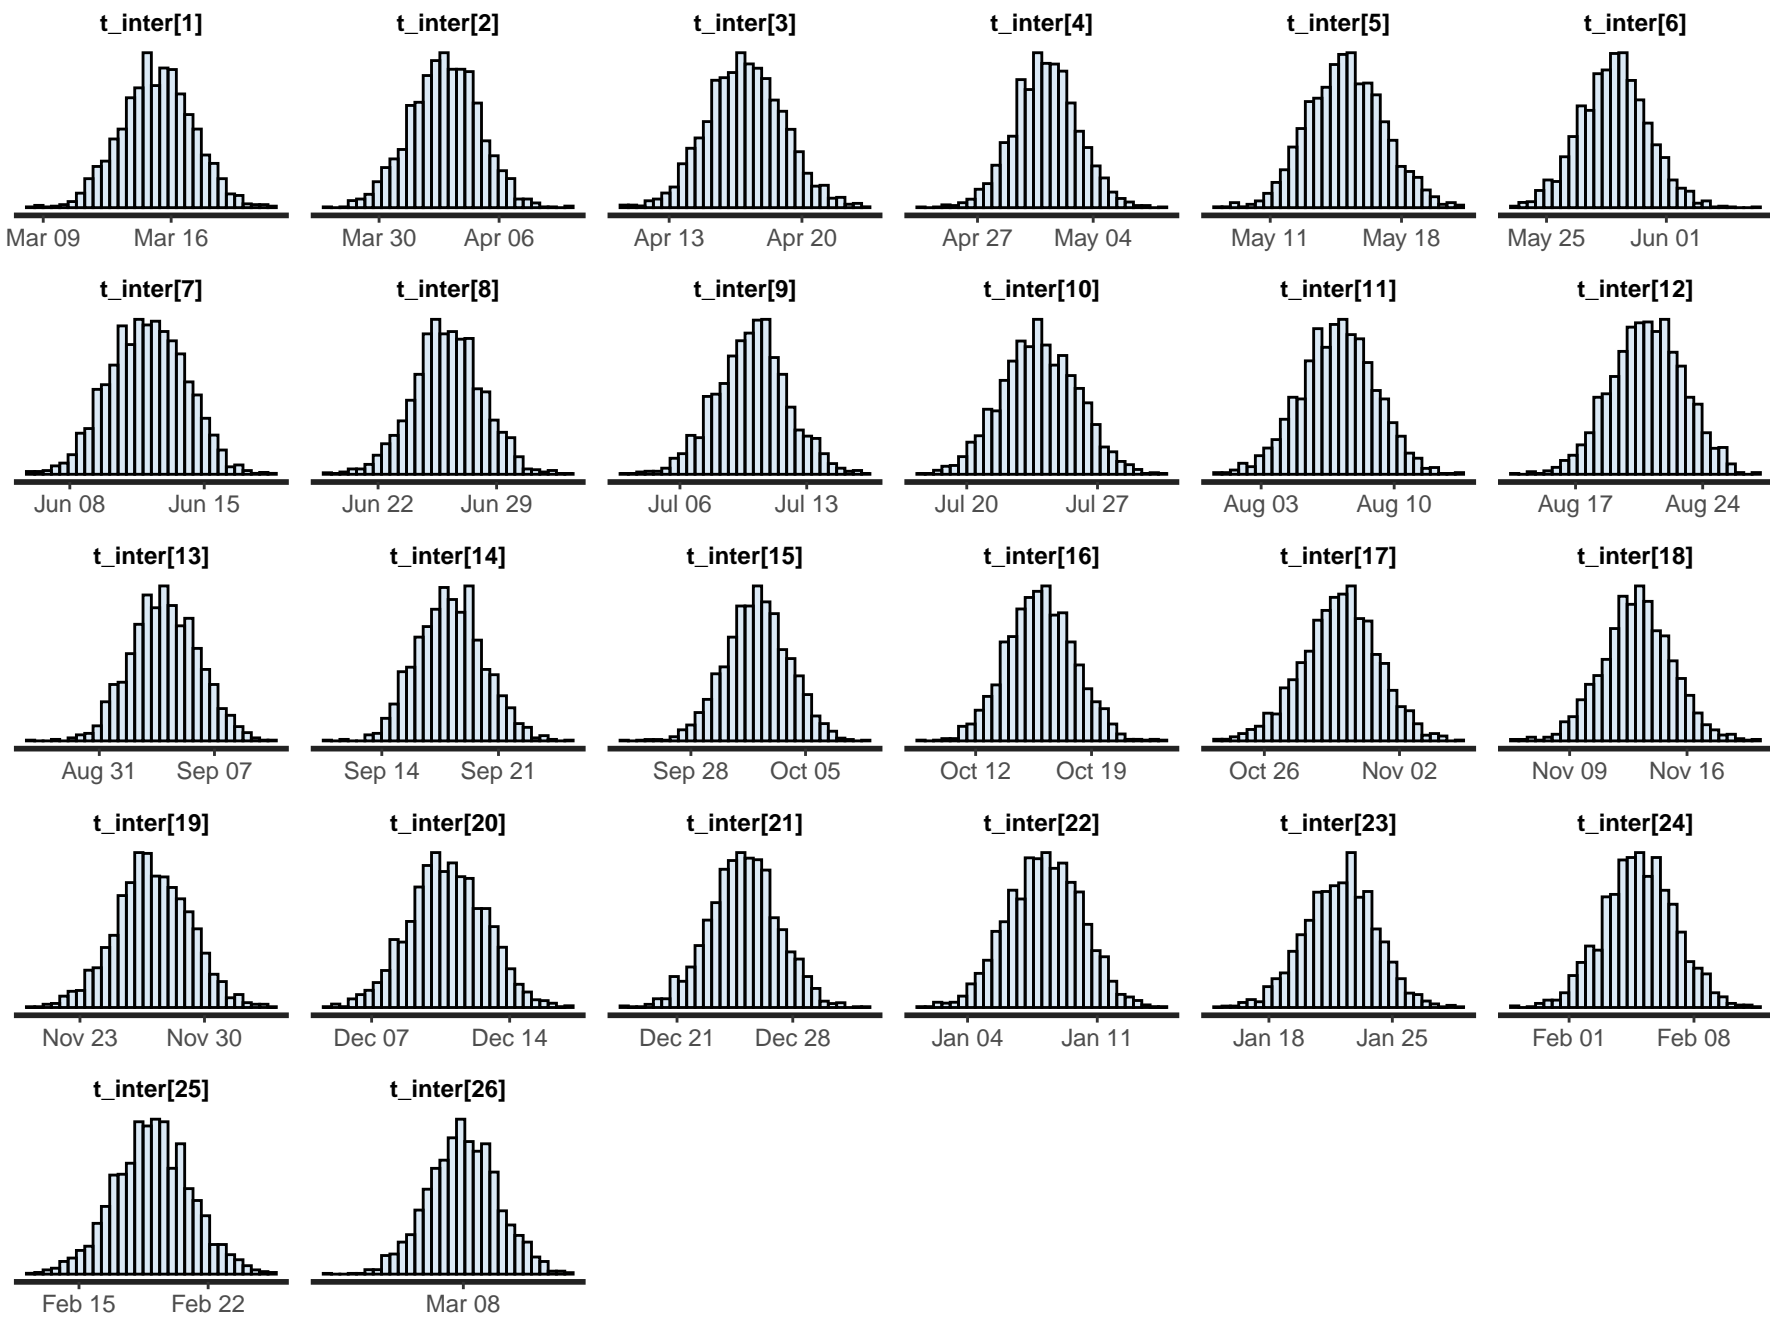 t_inter[1] t_inter[2] t_inter[3] t_inter[4] t_inter[5] t_inter[6]
Mar 09 Mar 16 Mar 30 Apr 06 Apr 13 Apr 20 Apr 27 May 04 May 11 May 18 May 25 Jun 01
t_inter[7] t_inter[8] t_inter[9] t_inter[10] t_inter[11] t_inter[12]
Jun 08 Jun 15 Jun 22 Jun 29 Jul 06 Jul 13 Jul 20 Jul 27 Aug 03 Aug 10 Aug 17 Aug 24
t_inter[13] t_inter[14] t_inter[15] t_inter[16] t_inter[17] t_inter[18]
Aug 31 Sep 07 Sep 14 Sep 21 Sep 28 Oct 05 Oct 12 Oct 19 Oct 26 Nov 02 Nov 09 Nov 16
t_inter[19] t_inter[20] t_inter[21] t_inter[22] t_inter[23] t_inter[24]
Nov 23 Nov 30 Dec 07 Dec 14 Dec 21 Dec 28 Jan 04 Jan 11 Jan 18 Jan 25 Feb 01 Feb 08
t_inter[25] t_inter[26]
Feb 15 Feb 22 Mar 08